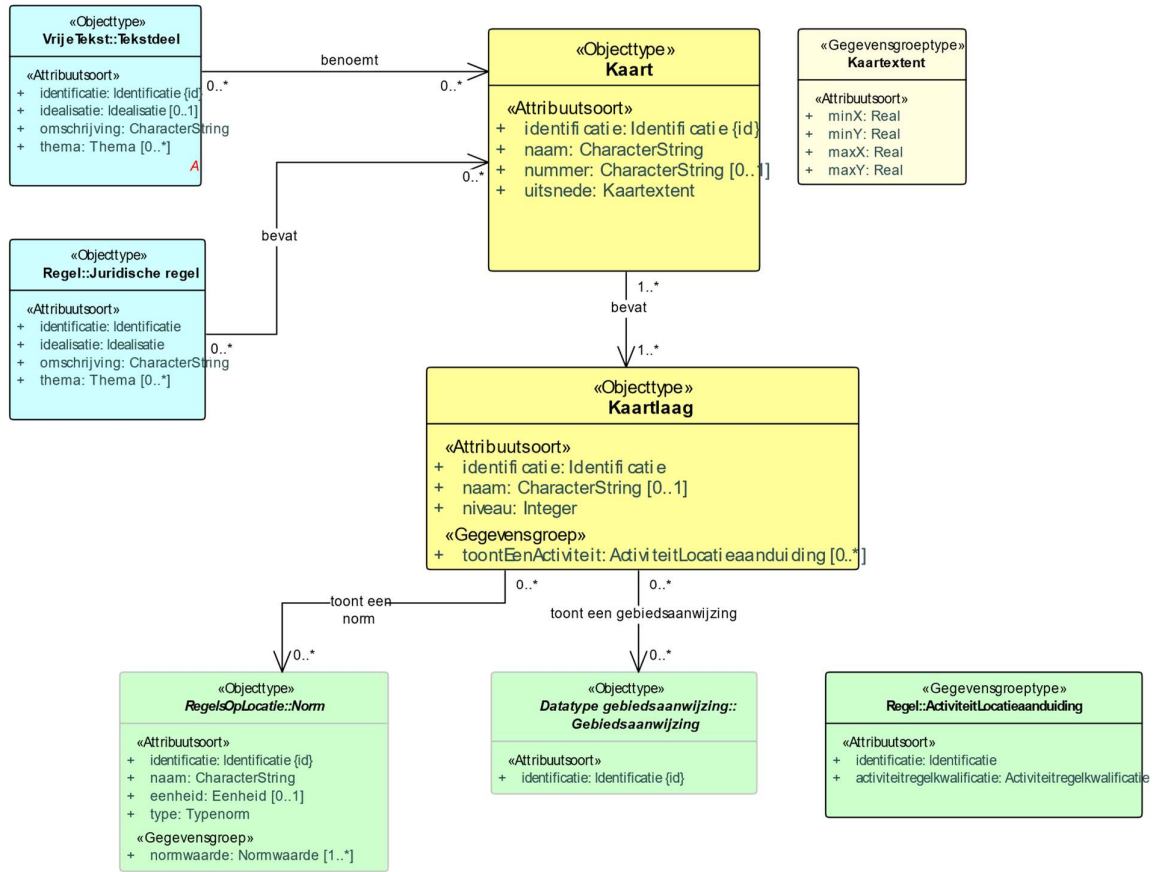 «Objecttype»
VrijeTekst::Tekstdeel
«Attribuutsoort»
+ identificatie: Identificatie {id}
+ idealisatie: Idealisatie [0..1]
+ omschrijving: CharacterString
+ thema: Thema [0..*]
A
benoemt
0..*
0..*
«Objecttype»
Kaart
«Attribuutsoort»
+ identificatie: Identificatie {id}
+ naam: CharacterString
+ nummer: CharacterString [0..1]
+ uitsnede: Kaartextent
«Gegevensgroeptype»
Kaartextent
«Attribuutsoort»
+ minX: Real
+ minY: Real
+ maxX: Real
+ maxY: Real
0..*
bevat
«Objecttype»
Regel::Juridische regel
«Attribuutsoort»
+ identificatie: Identificatie
+ idealisatie: Idealisatie
+ omschrijving: CharacterString
+ thema: Thema [0..*]
0..*
1..*
bevat
1..*
«Objecttype»
Kaartlaag
«Attribuutsoort»
+ identificatie: Identificatie
+ naam: CharacterString [0..1]
+ niveau: Integer
«Gegevensgroep»
+ toontEenActiviteit: ActiviteitLocatieaanduiding [0..*]
0..*
toont een
norm
0..*
0..*
toont een gebiedsaanwijzing
0..*
«Objecttype»
RegelsOpLocatie::Norm
«Attribuutsoort»
+ identificatie: Identificatie {id}
+ naam: CharacterString
+ eenheid: Eenheid [0..1]
+ type: Typenorm
«Gegevensgroep»
+ normwaarde: Normwaarde [1..*]
«Objecttype»
Datatype gebiedsaanwijzing::
Gebiedsaanwijzing
«Attribuutsoort»
+ identificatie: Identificatie {id}
«Gegevensgroeptype»
Regel::ActiviteitLocatieaanduiding
«Attribuutsoort»
+ identificatie: Identificatie
+ activiteitregelkwalificatie: Activiteitregelkwalificatie